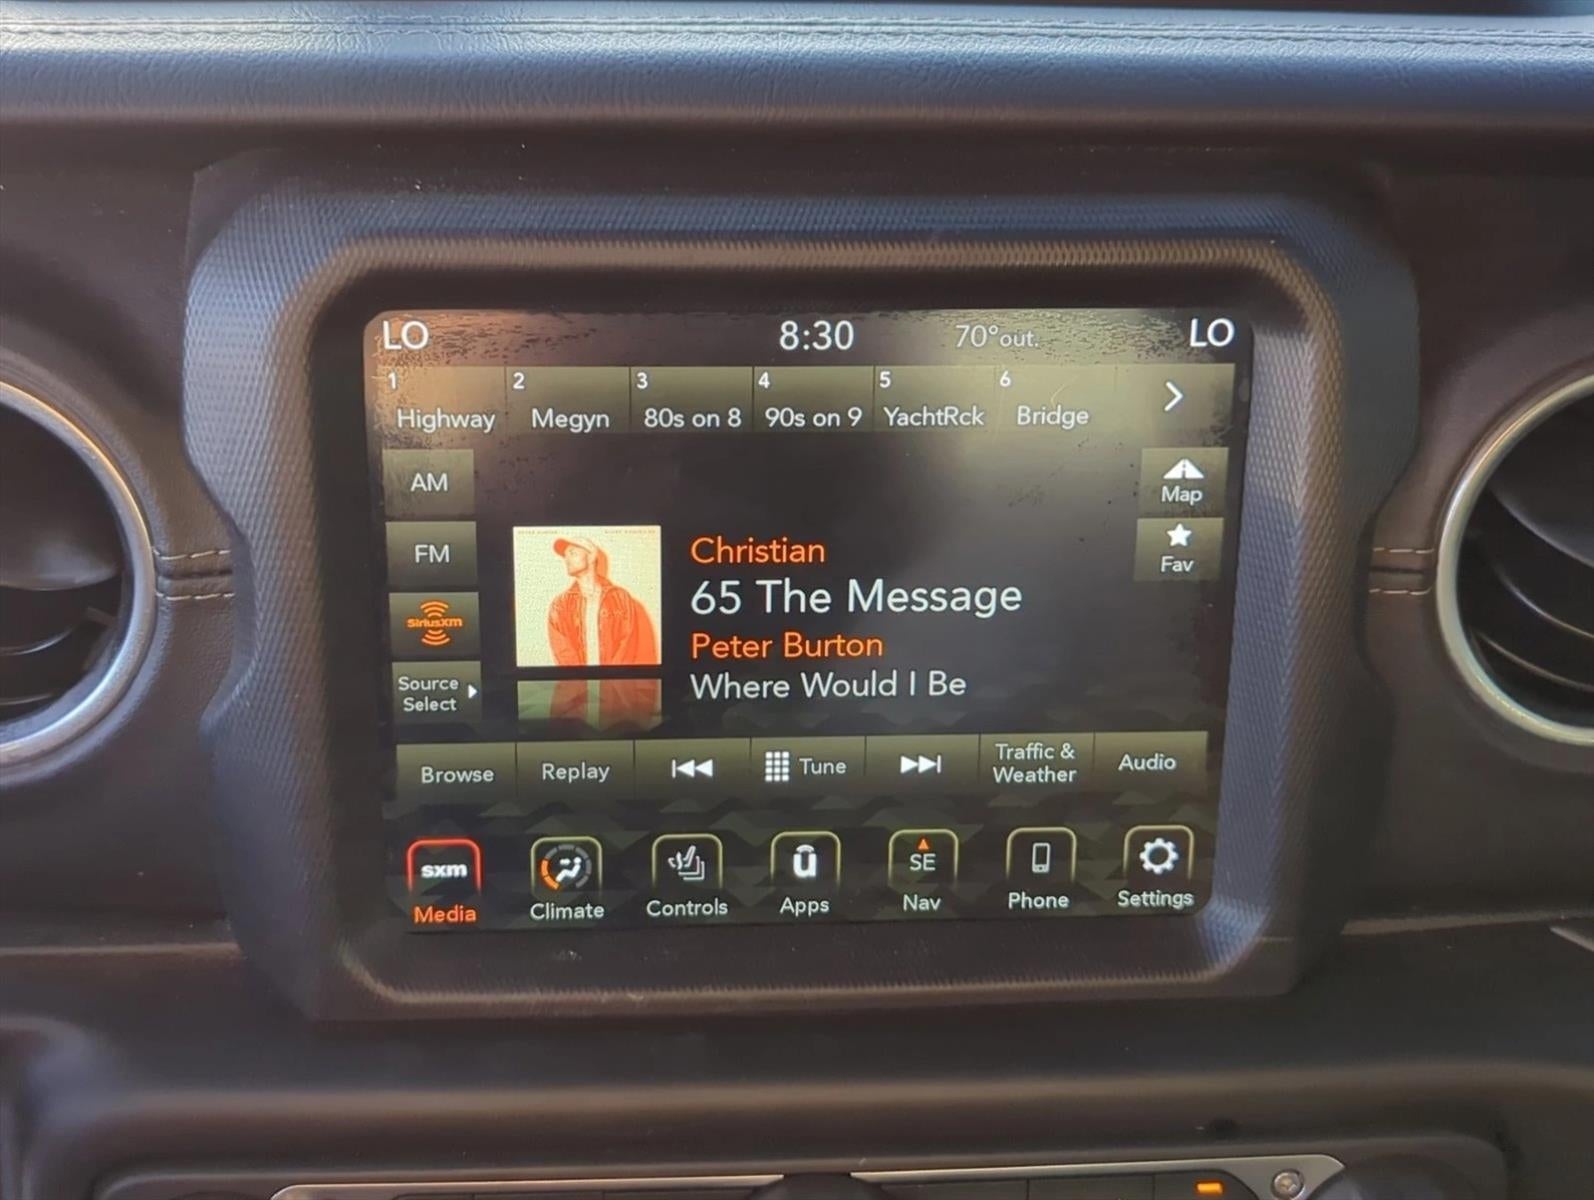 LO 8:30 70°out. LO
1 2 3 4 5 6
Highway Megyn 80s on 8 90s on 9 YachtRck Bridge
AM
Map
FM
Fav
SiriusXM
Source
Select
Christian
65 The Message
Peter Burton
Where Would I Be
Browse Replay Tune Traffic &
Weather Audio
sxm SE
Media Climate Controls Apps Nav Phone Settings